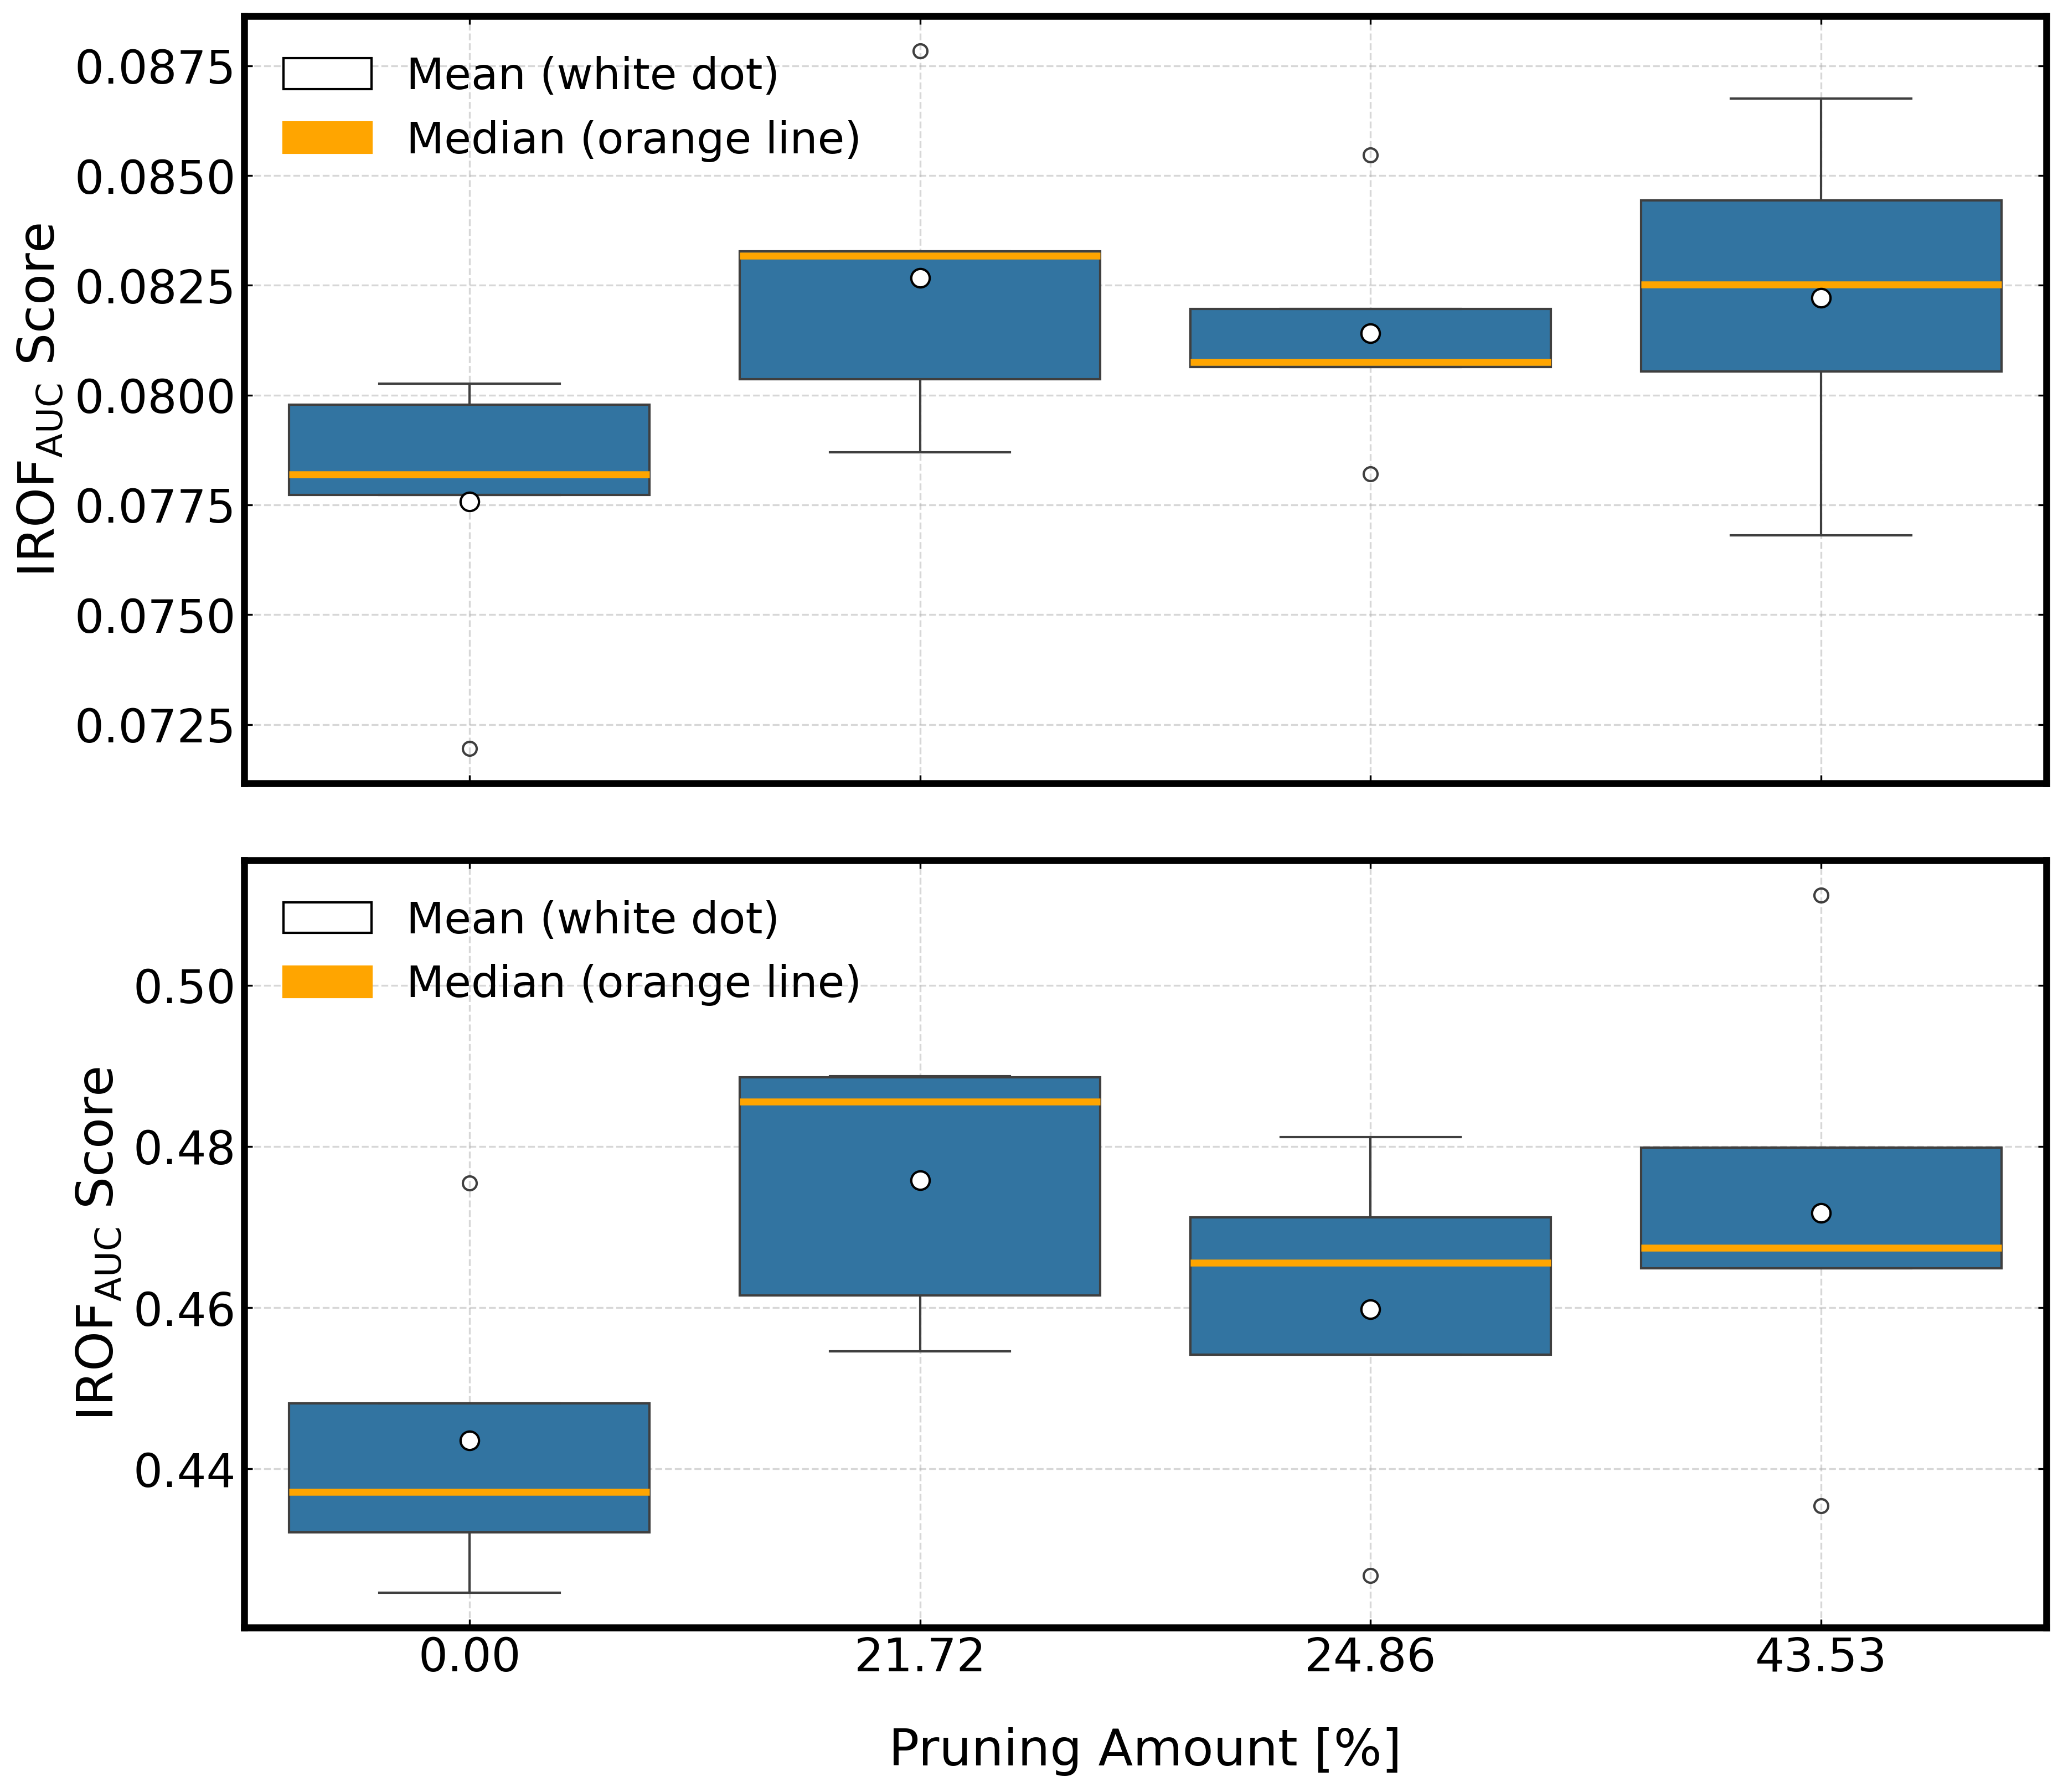 Mean (white dot)
Median (orange line)
0.0875
0.0850
0.0825
0.0800
0.0775
0.0750
0.0725
IROF_AUC Score
Mean (white dot)
Median (orange line)
0.50
0.48
0.46
0.44
IROF_AUC Score
0.00 21.72 24.86 43.53
Pruning Amount [%]